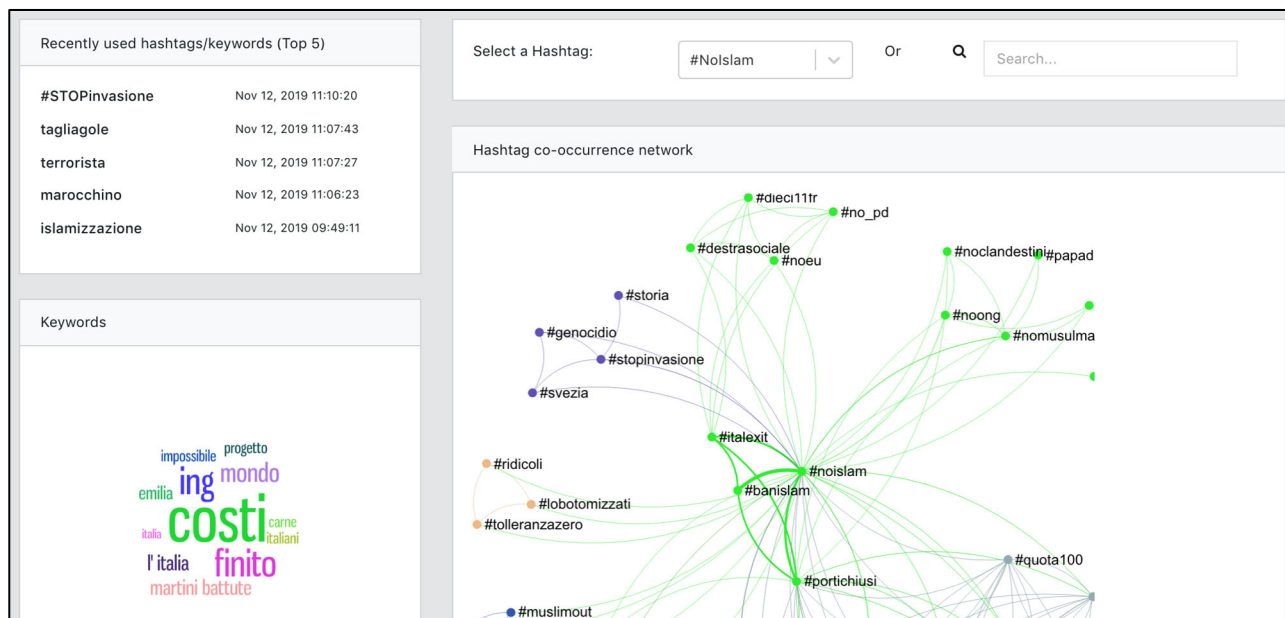 Recently used hashtags/keywords (Top 5)
#STOPinvasione Nov 12, 2019 11:10:20
tagliagole Nov 12, 2019 11:07:43
terrorista Nov 12, 2019 11:07:27
marocchino Nov 12, 2019 11:06:23
islamizzazione Nov 12, 2019 09:49:11
Keywords
impossibile progetto
ing mondo
emilia
costi
carne
italia
italiani
l' italia finito
martini battute
Select a Hashtag: #NoIslam Or Search...
Hashtag co-occurrence network
#dieci11fr
#no_pd
#destrasociale
#noeu
#noclandestini
#papad
#storia
#noong
#genocidio
#nomusulma
#stopinvasione
#svezia
#italexit
#ridicoli
#noislam
#banislam
#lobotomizzati
#tolleranzazero
#quota100
#portichiusi
#muslimout